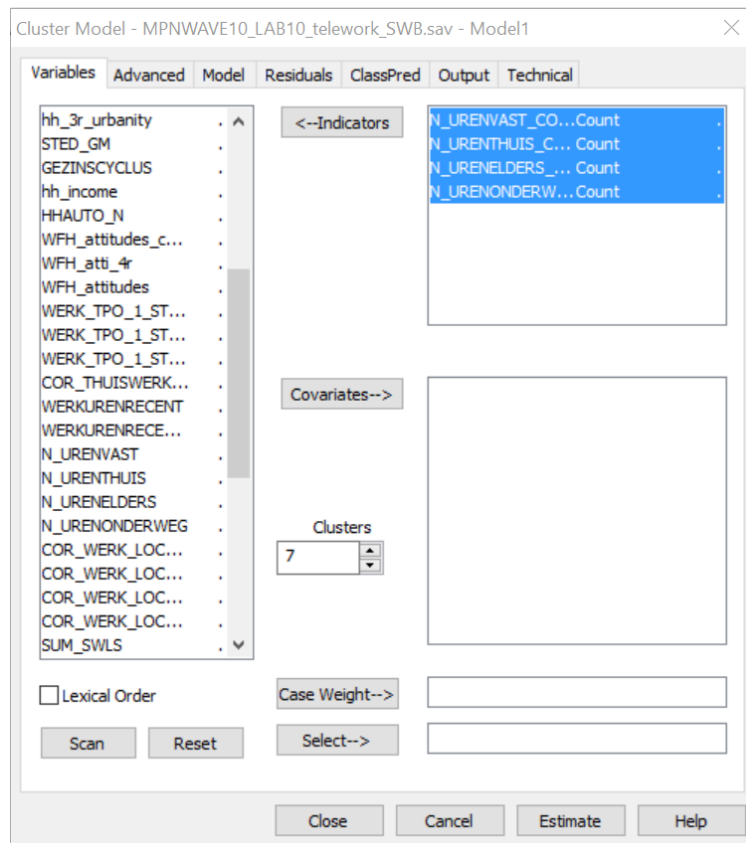 Cluster Model - MPNWAVE10_LAB10_telework_SWB.sav - Model1
Variables Advanced Model Residuals ClassPred Output Technical
hh_3r_urbanity .
STED_GM .
GEZINSCYCLUS .
hh_income .
HHAUTO_N .
WFH_attitudes_c... .
WFH_atti_4r .
WFH_attitudes .
WERK_TPO_1_ST... .
WERK_TPO_1_ST... .
WERK_TPO_1_ST... .
COR_THUISWERK... .
WERKURENRECENT .
WERKURENRECE... .
N_URENVAST .
N_URENTHUIS .
N_URENELDERS .
N_URENONDERWEG .
COR_WERK_LOC... .
COR_WERK_LOC... .
COR_WERK_LOC... .
COR_WERK_LOC... .
SUM_SWLS .
Lexical Order
Scan Reset
<--Indicators
Covariates-->
Clusters
7
Case Weight-->
Select-->
N_URENVAST_CO...Count .
N_URENTHUIS_C... Count .
N_URENELDERS_... Count .
N_URENONDERW... Count .
Close Cancel Estimate Help